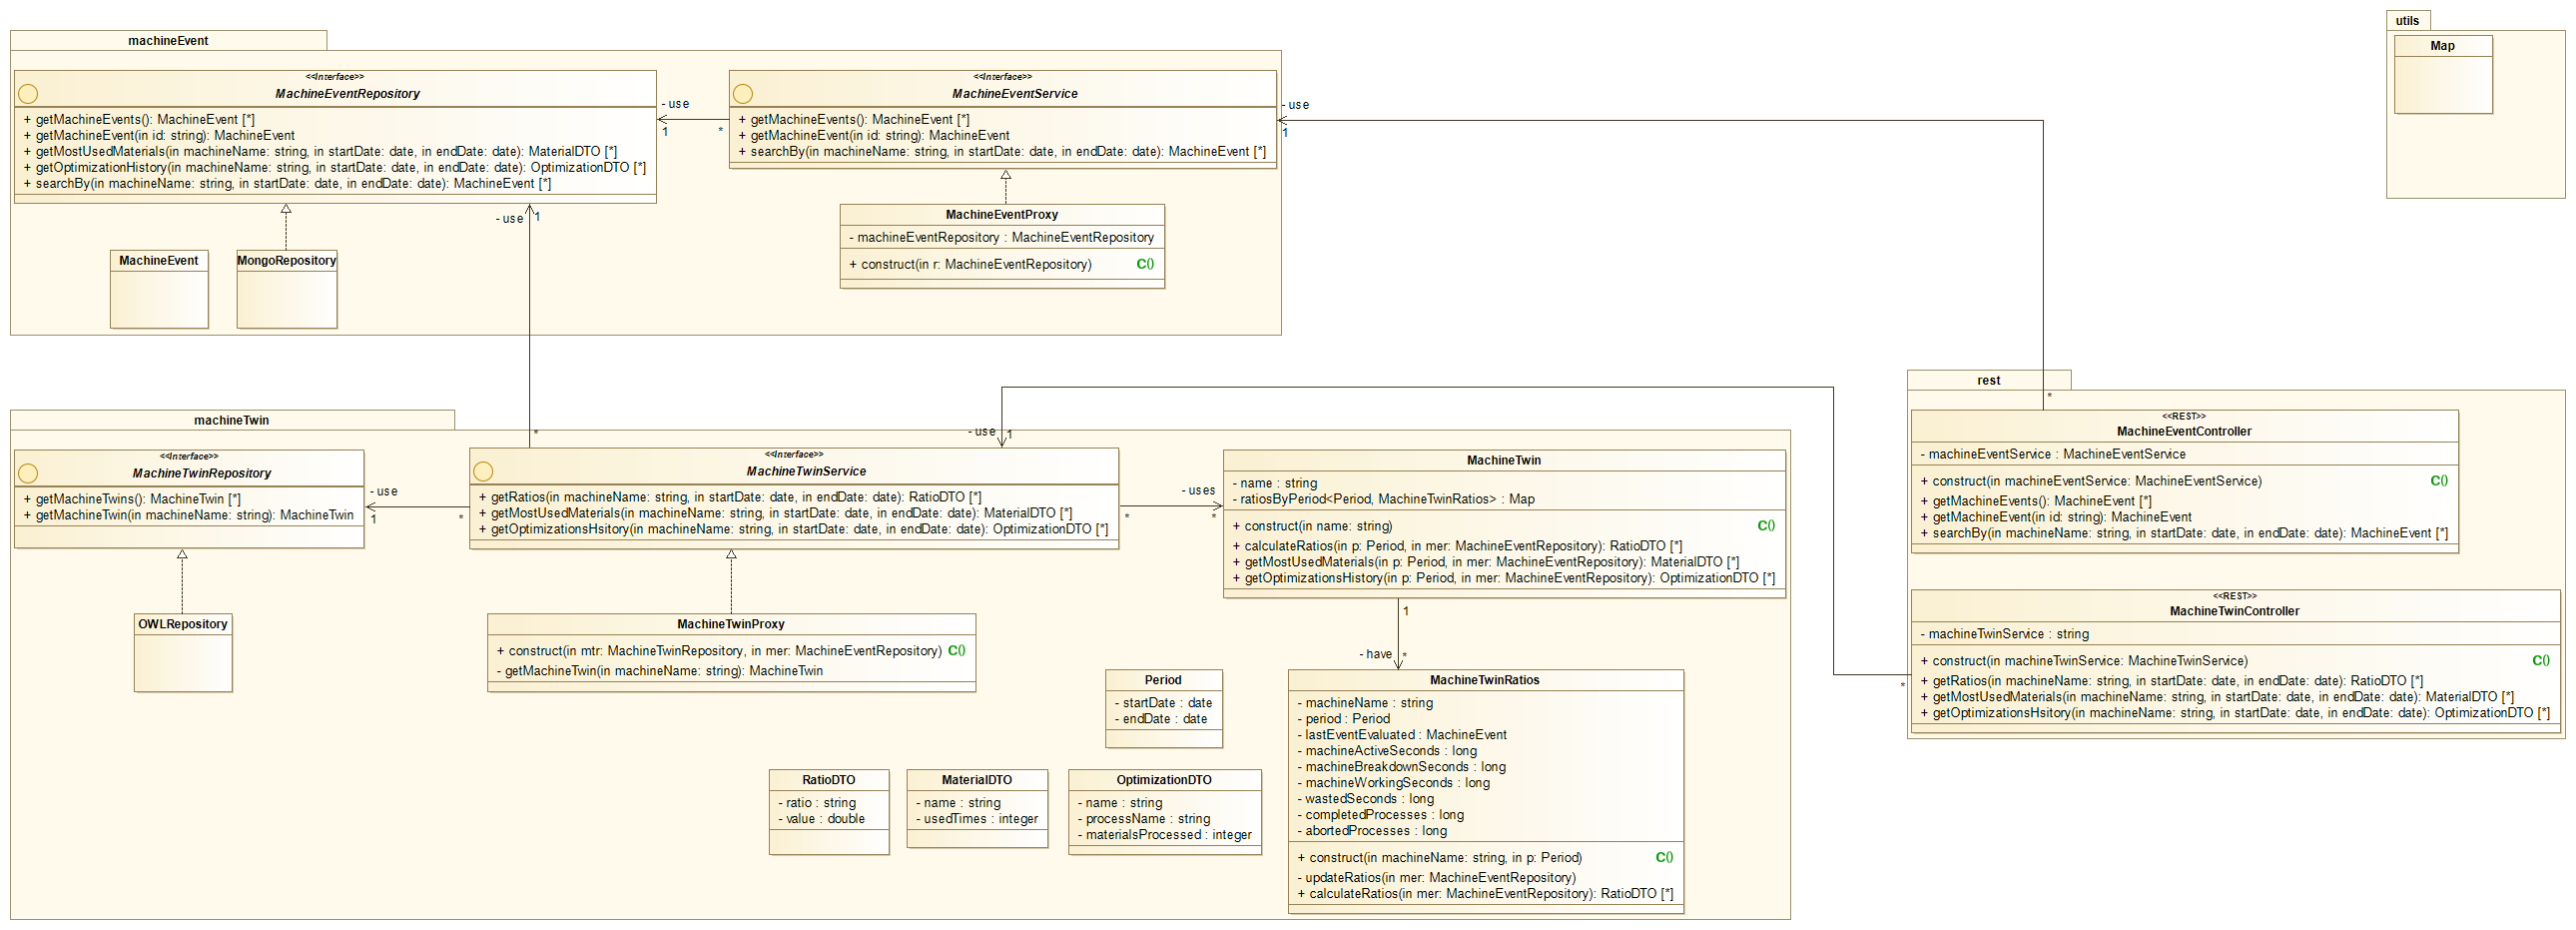 machineEvent
<<Interface>>
MachineEventRepository
+ getMachineEvents(): MachineEvent [*]
+ getMachineEvent(in id: string): MachineEvent
+ getMostUsedMaterials(in machineName: string, in startDate: date, in endDate: date): MaterialDTO [*]
+ getOptimizationHistory(in machineName: string, in startDate: date, in endDate: date): OptimizationDTO [*]
+ searchBy(in machineName: string, in startDate: date, in endDate: date): MachineEvent [*]
- use
1
*
<<Interface>>
MachineEventService
+ getMachineEvents(): MachineEvent [*]
+ getMachineEvent(in id: string): MachineEvent
+ searchBy(in machineName: string, in startDate: date, in endDate: date): MachineEvent [*]
- use
1
MachineEvent
MongoRepository
- use
1
MachineEventProxy
- machineEventRepository : MachineEventRepository
+ construct(in r: MachineEventRepository) C()
utils
Map
machineTwin
<<Interface>>
MachineTwinRepository
+ getMachineTwins(): MachineTwin [*]
+ getMachineTwin(in machineName: string): MachineTwin
- use
1
*
*
<<Interface>>
MachineTwinService
+ getRatios(in machineName: string, in startDate: date, in endDate: date): RatioDTO [*]
+ getMostUsedMaterials(in machineName: string, in startDate: date, in endDate: date): MaterialDTO [*]
+ getOptimizationsHsitory(in machineName: string, in startDate: date, in endDate: date): OptimizationDTO [*]
- use
1
- uses
*
*
MachineTwin
- name : string
- ratiosByPeriod<Period, MachineTwinRatios> : Map
+ construct(in name: string) C()
+ calculateRatios(in p: Period, in mer: MachineEventRepository): RatioDTO [*]
+ getMostUsedMaterials(in p: Period, in mer: MachineEventRepository): MaterialDTO [*]
+ getOptimizationsHistory(in p: Period, in mer: MachineEventRepository): OptimizationDTO [*]
1
- have
*
OWLRepository
MachineTwinProxy
+ construct(in mtr: MachineTwinRepository, in mer: MachineEventRepository) C()
- getMachineTwin(in machineName: string): MachineTwin
Period
- startDate : date
- endDate : date
MachineTwinRatios
- machineName : string
- period : Period
- lastEventEvaluated : MachineEvent
- machineActiveSeconds : long
- machineBreakdownSeconds : long
- machineWorkingSeconds : long
- wastedSeconds : long
- completedProcesses : long
- abortedProcesses : long
+ construct(in machineName: string, in p: Period) C()
- updateRatios(in mer: MachineEventRepository)
+ calculateRatios(in mer: MachineEventRepository): RatioDTO [*]
RatioDTO
- ratio : string
- value : double
MaterialDTO
- name : string
- usedTimes : integer
OptimizationDTO
- name : string
- processName : string
- materialsProcessed : integer
rest
*
<<REST>>
MachineEventController
- machineEventService : MachineEventService
+ construct(in machineEventService: MachineEventService) C()
+ getMachineEvents(): MachineEvent [*]
+ getMachineEvent(in id: string): MachineEvent
+ searchBy(in machineName: string, in startDate: date, in endDate: date): MachineEvent [*]
<<REST>>
MachineTwinController
- machineTwinService : string
+ construct(in machineTwinService: MachineTwinService) C()
+ getRatios(in machineName: string, in startDate: date, in endDate: date): RatioDTO [*]
+ getMostUsedMaterials(in machineName: string, in startDate: date, in endDate: date): MaterialDTO [*]
+ getOptimizationsHsitory(in machineName: string, in startDate: date, in endDate: date): OptimizationDTO [*]
*